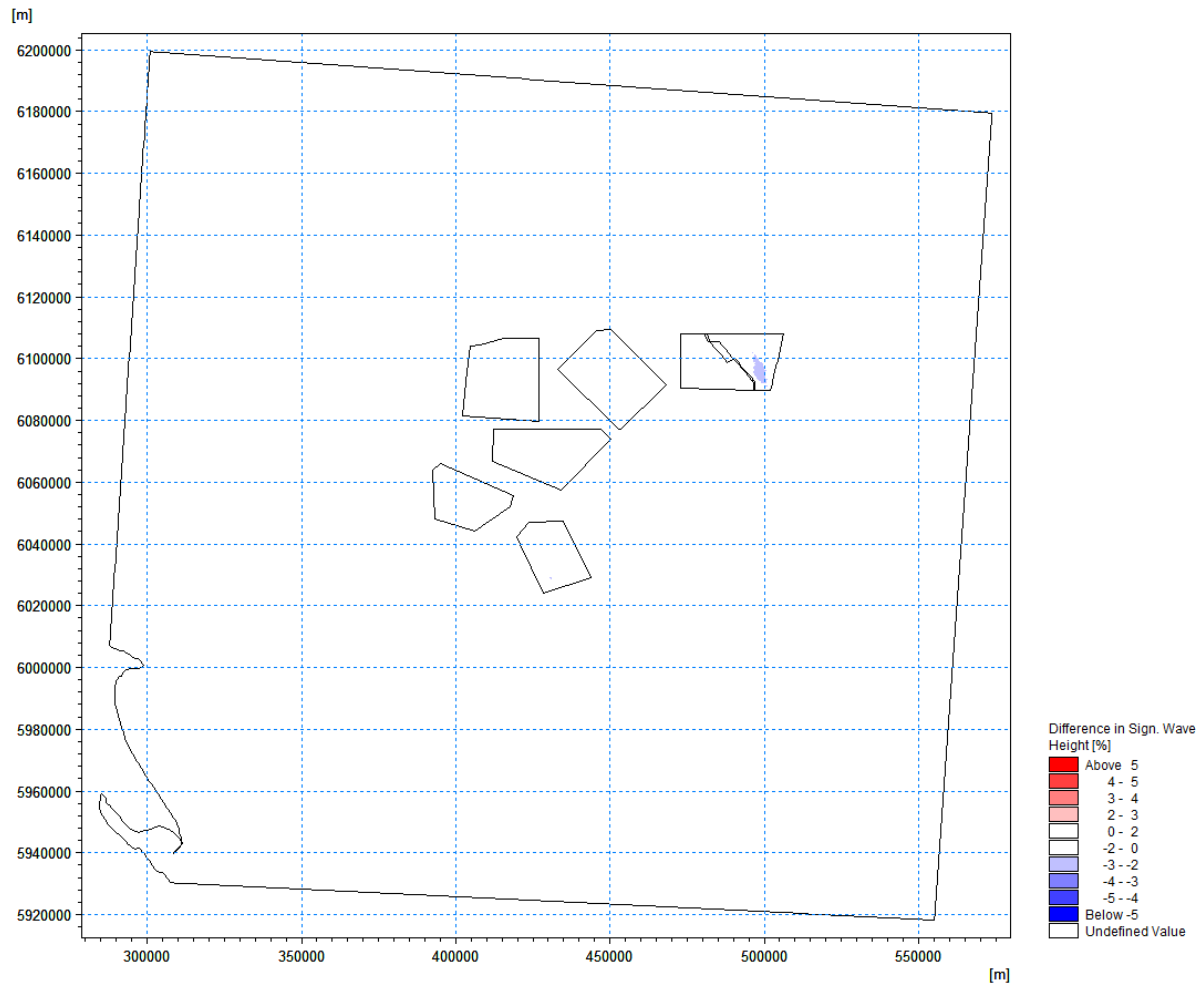 [m]
6200000
6180000
6160000
6140000
6120000
6100000
6080000
6060000
6040000
6020000
6000000
5980000
5960000
5940000
5920000
300000 350000 400000 450000 500000 550000
[m]
Difference in Sign. Wave
Height [%]
Above 5
4 - 5
3 - 4
2 - 3
0 - 2
-2 - 0
-3 - -2
-4 - -3
-5 - -4
Below -5
Undefined Value